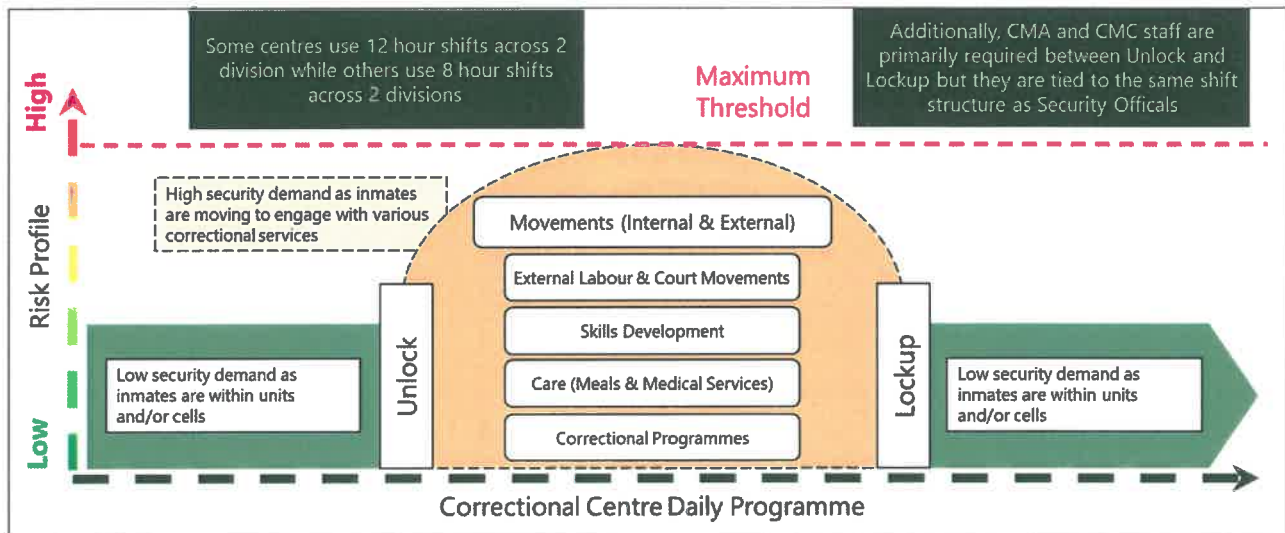 Some centres use 12 hour shifts across 2
division while others use 8 hour shifts
across 2 divisions
Additionally, CMA and CMC staff are
primarily required between Unlock and
Lockup but they are tied to the same shift
structure as Security Officals
Maximum
Threshold
High
Risk Profile
Low
High security demand as inmates
are moving to engage with various
correctional services
Movements (Internal & External)
External Labour & Court Movements
Skills Development
Care (Meals & Medical Services)
Correctional Programmes
Unlock
Lockup
Low security demand as
inmates are within units
and/or cells
Low security demand as
inmates are within units
and/or cells
Correctional Centre Daily Programme